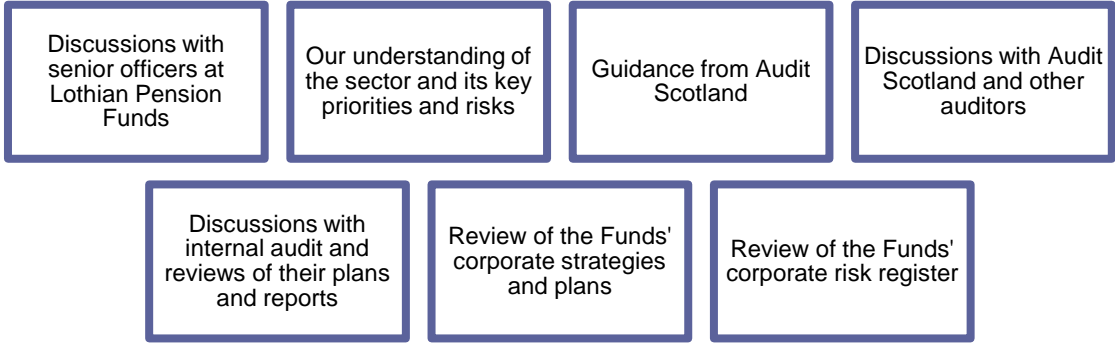 Discussions with
senior officers at
Lothian Pension
Funds
Our understanding of
the sector and its key
priorities and risks
Guidance from Audit
Scotland
Discussions with Audit
Scotland and other
auditors
Discussions with
internal audit and
reviews of their plans
and reports
Review of the Funds'
corporate strategies
and plans
Review of the Funds'
corporate risk register